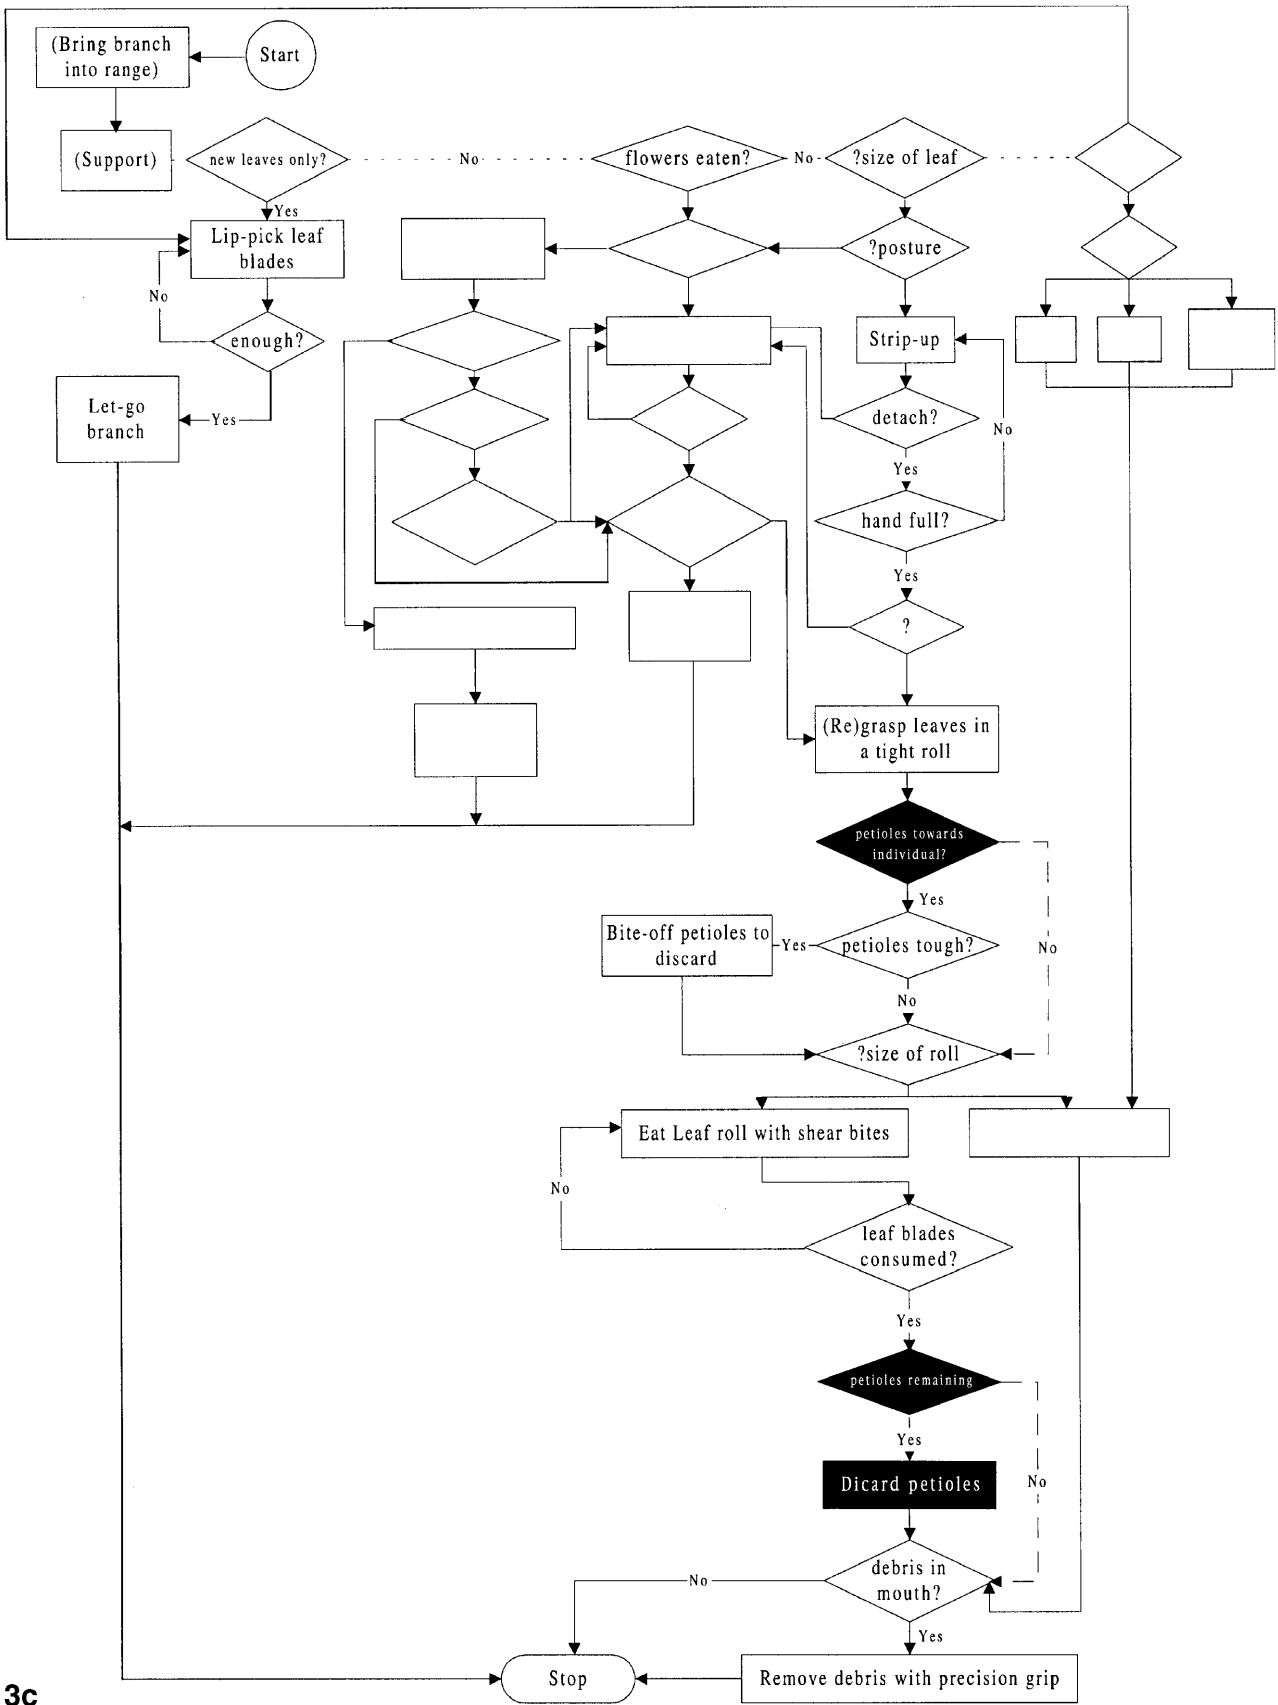 (Bring branch
into range)
Start
(Support)
new leaves only?
No
flowers eaten?
No
?size of leaf
Yes
Lip-pick leaf
blades
?posture
No
enough?
Strip-up
Let-go
branch
Yes
detach?
No
Yes
hand full?
Yes
?
(Re)grasp leaves in
a tight roll
petioles towards
individual?
Yes
Bite-off petioles to
discard
Yes
petioles tough?
No
No
?size of roll
Eat Leaf roll with shear bites
No
leaf blades
consumed?
Yes
petioles remaining
Yes
Dicard petioles
No
debris in
mouth?
No
Yes
Stop
Remove debris with precision grip
3c